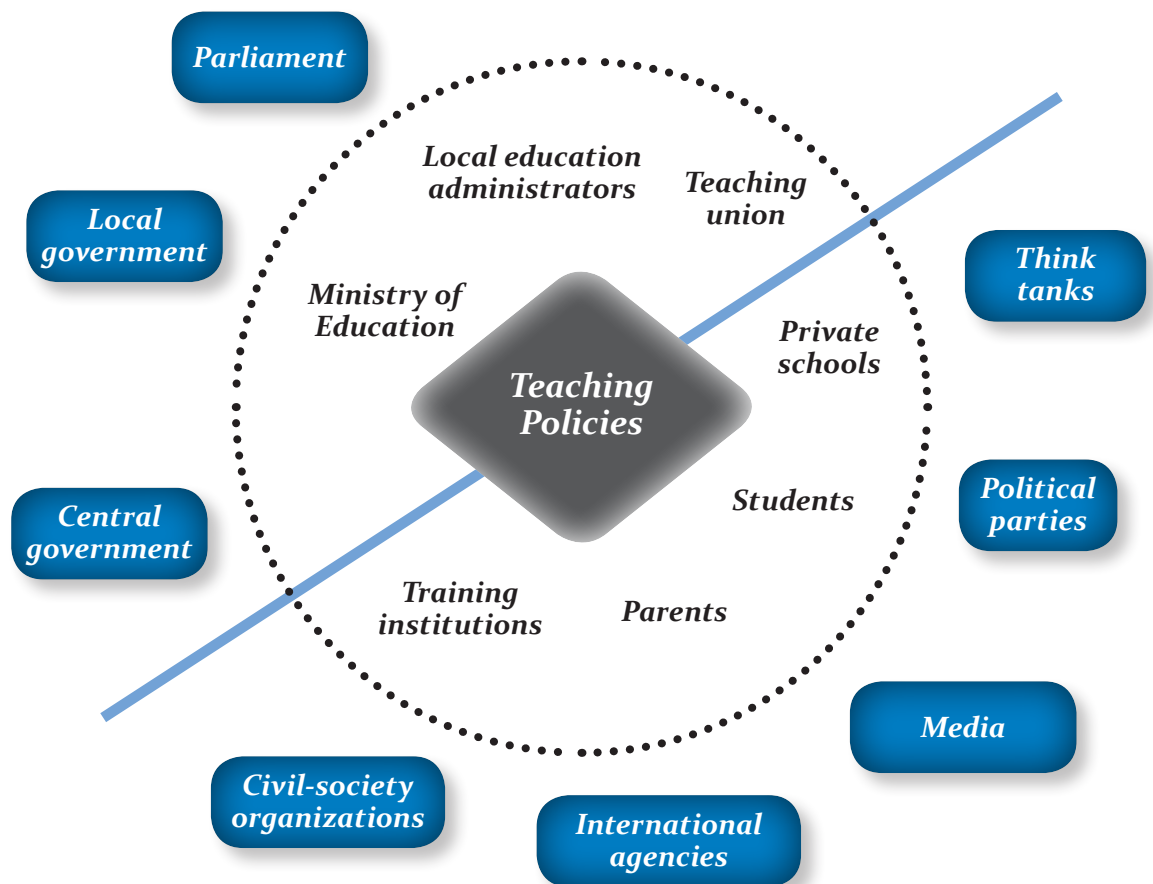 Parliament
Local education
administrators
Teaching
union
Local
government
Think
tanks
Ministry of
Education
Private
schools
Teaching
Policies
Central
government
Students
Political
parties
Training
institutions
Parents
Media
Civil-society
organizations
International
agencies